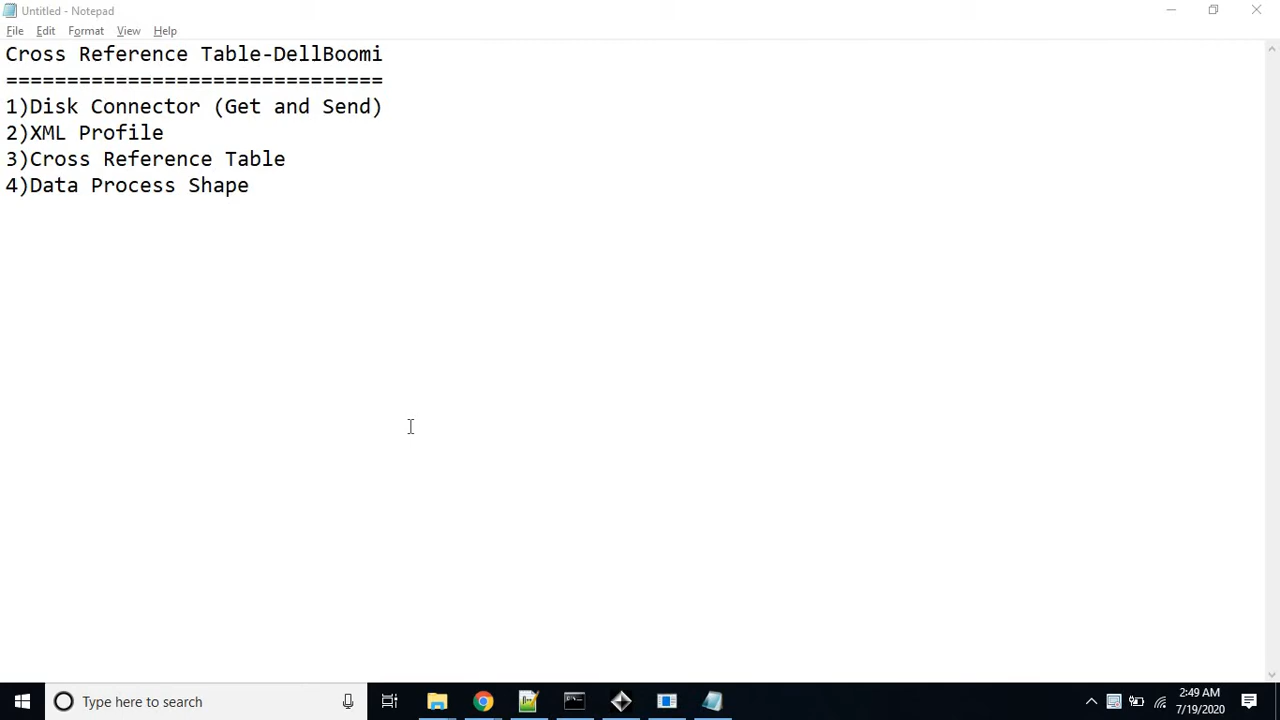 Untitled - Notepad
File Edit Format View Help
Cross Reference Table-DellBoomi
===============================
1)Disk Connector (Get and Send)
2)XML Profile
3)Cross Reference Table
4)Data Process Shape
Type here to search
2:49 AM
7/19/2020